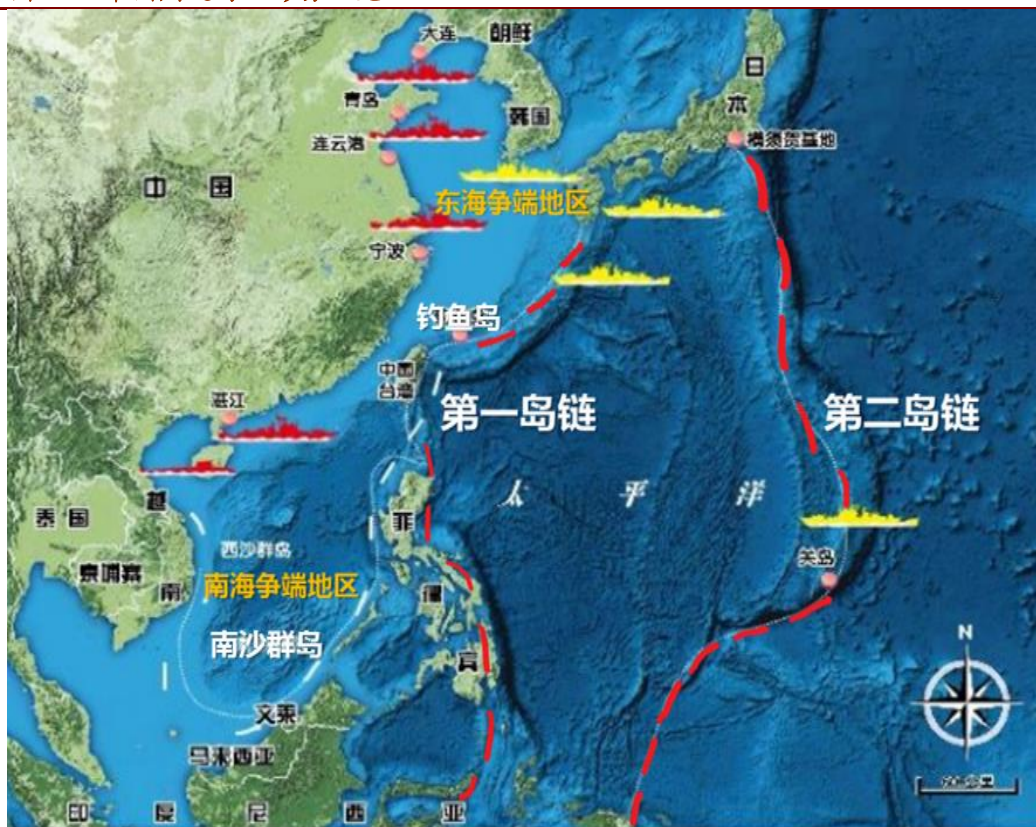 大连
朝鲜
日
本
青岛
韩国
横须贺基地
连云港
中国
东海争端地区
宁波
钓鱼岛
中国
台湾
湛江
第一岛链
第二岛链
太平洋
越
南
泰国
菲
律
宾
西沙群岛
关岛
柬埔寨
南海争端地区
南沙群岛
N
文莱
马来西亚
印度尼西亚